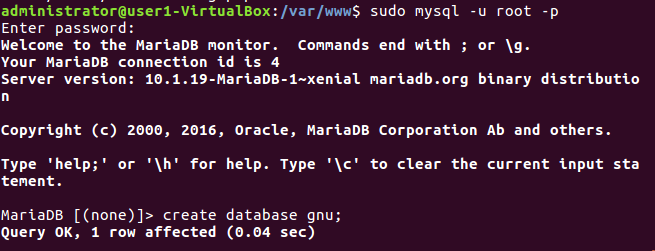 administrator@user1-VirtualBox:/var/www$ sudo mysql -u root -p
Enter password:
Welcome to the MariaDB monitor.  Commands end with ; or \g.
Your MariaDB connection id is 4
Server version: 10.1.19-MariaDB-1~xenial mariadb.org binary distributio
n
Copyright (c) 2000, 2016, Oracle, MariaDB Corporation Ab and others.
Type 'help;' or '\h' for help. Type '\c' to clear the current input sta
tement.
MariaDB [(none)]> create database gnu;
Query OK, 1 row affected (0.04 sec)